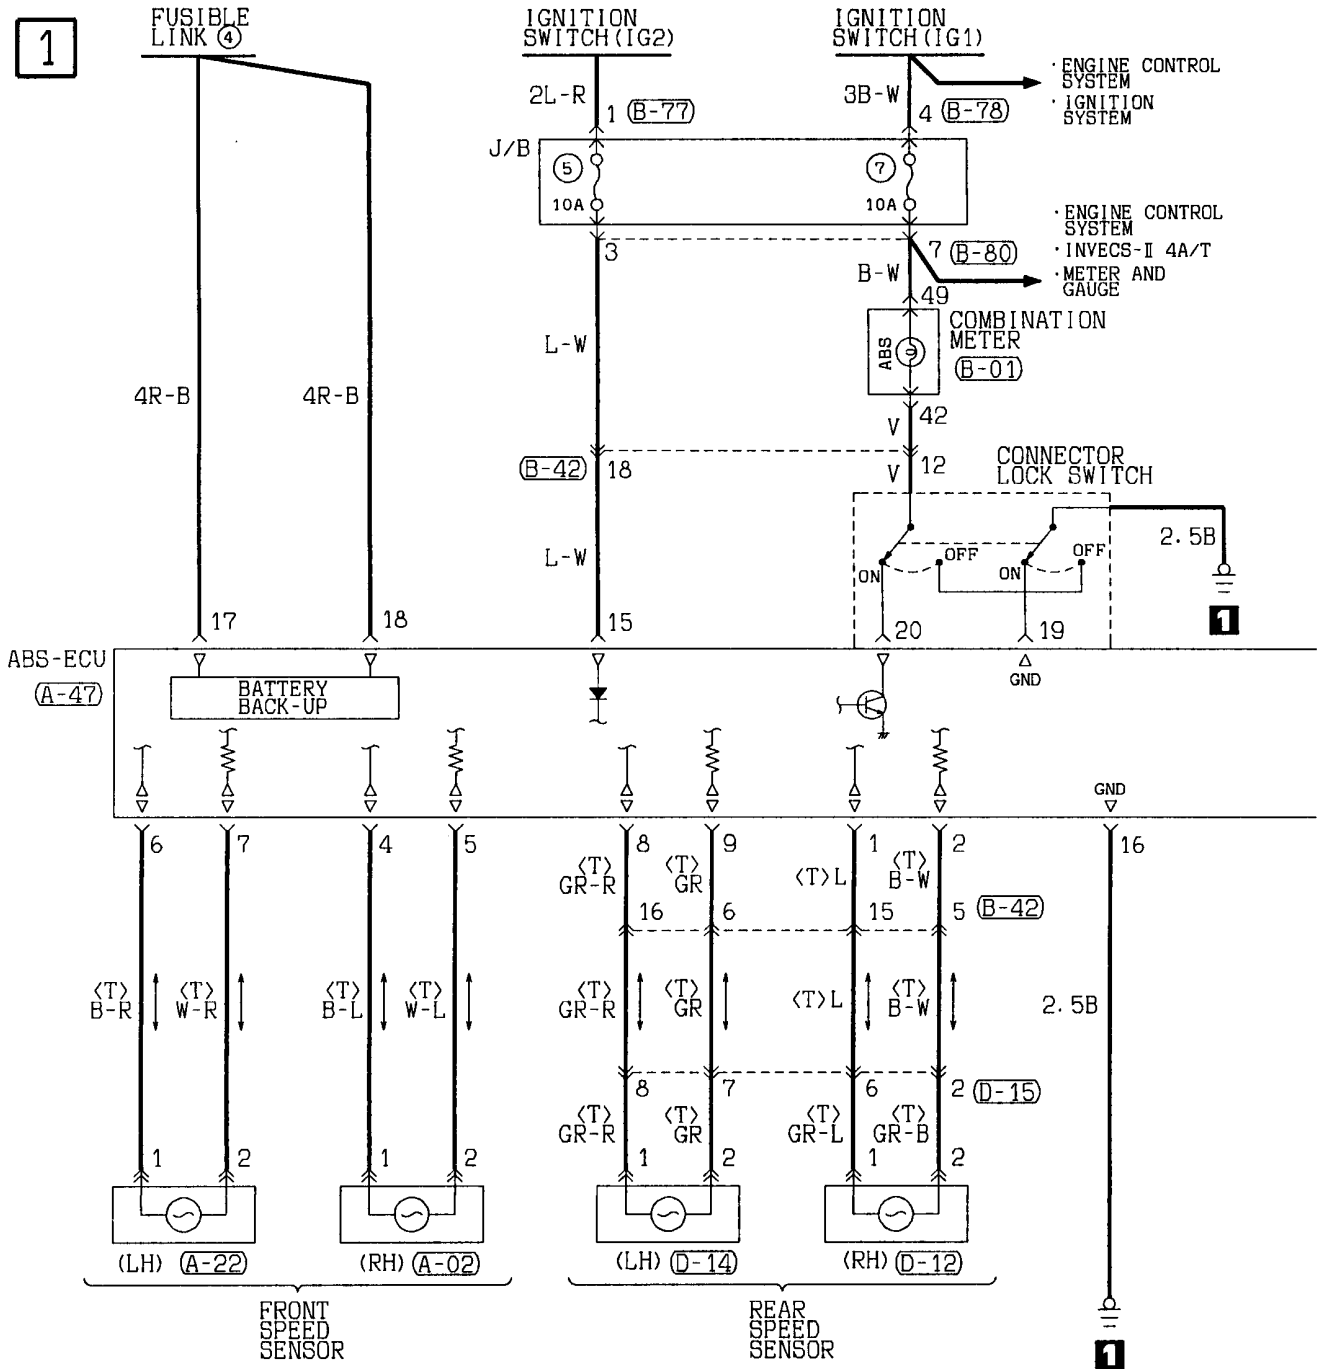 1
FUSIBLE
LINK ④
IGNITION
SWITCH(IG2)
IGNITION
SWITCH(IG1)
·ENGINE CONTROL
SYSTEM
·IGNITION
SYSTEM
2L-R
1 (B-77)
3B-W
4 (B-78)
J/B
⑤
10A
⑦
10A
·ENGINE CONTROL
SYSTEM
·INVECS-Ⅱ 4A/T
·METER AND
GAUGE
3
7 (B-80)
B-W
49
COMBINATION
METER
(B-01)
ABS
L-W
4R-B
4R-B
42
V
(B-42) 18
12
V
CONNECTOR
LOCK SWITCH
L-W
ON
OFF
ON
OFF
2.5B
1
17
18
15
20
19
ABS-ECU
(A-47)
BATTERY
BACK-UP
GND
GND
6
7
4
5
8
9
1
2
16
<T>
GR-R
<T>
GR
<T>L
<T>
B-W
16
6
15
5 (B-42)
<T>
B-R
<T>
W-R
<T>
B-L
<T>
W-L
<T>
GR-R
<T>
GR
<T>L
<T>
B-W
2.5B
8
7
6
2 (D-15)
<T>
GR-R
<T>
GR
<T>
GR-L
<T>
GR-B
1
2
1
2
1
2
1
2
(LH) (A-22)
(RH) (A-02)
(LH) (D-14)
(RH) (D-12)
FRONT
SPEED
SENSOR
REAR
SPEED
SENSOR
1